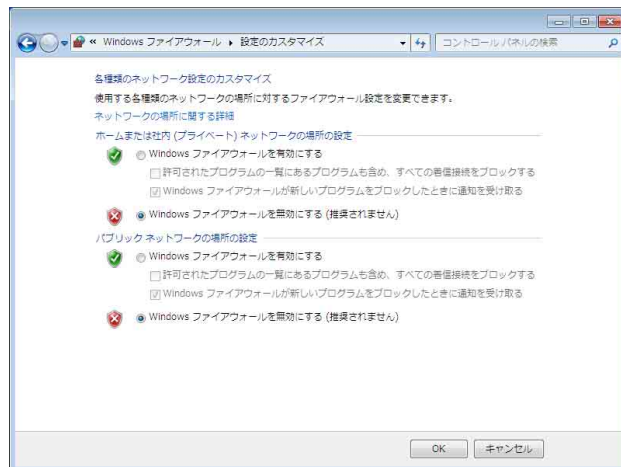 « Windows ファイアウォール ▸ 設定のカスタマイズ
コントロール パネルの検索
各種類のネットワーク設定のカスタマイズ
使用する各種類のネットワークの場所に対するファイアウォール設定を変更できます。
ネットワークの場所に関する詳細
ホームまたは社内 (プライベート) ネットワークの場所の設定
Windows ファイアウォールを有効にする
許可されたプログラムの一覧にあるプログラムも含め、すべての着信接続をブロックする
Windows ファイアウォールが新しいプログラムをブロックしたときに通知を受け取る
Windows ファイアウォールを無効にする (推奨されません)
パブリック ネットワークの場所の設定
Windows ファイアウォールを有効にする
許可されたプログラムの一覧にあるプログラムも含め、すべての着信接続をブロックする
Windows ファイアウォールが新しいプログラムをブロックしたときに通知を受け取る
Windows ファイアウォールを無効にする (推奨されません)
OK
キャンセル